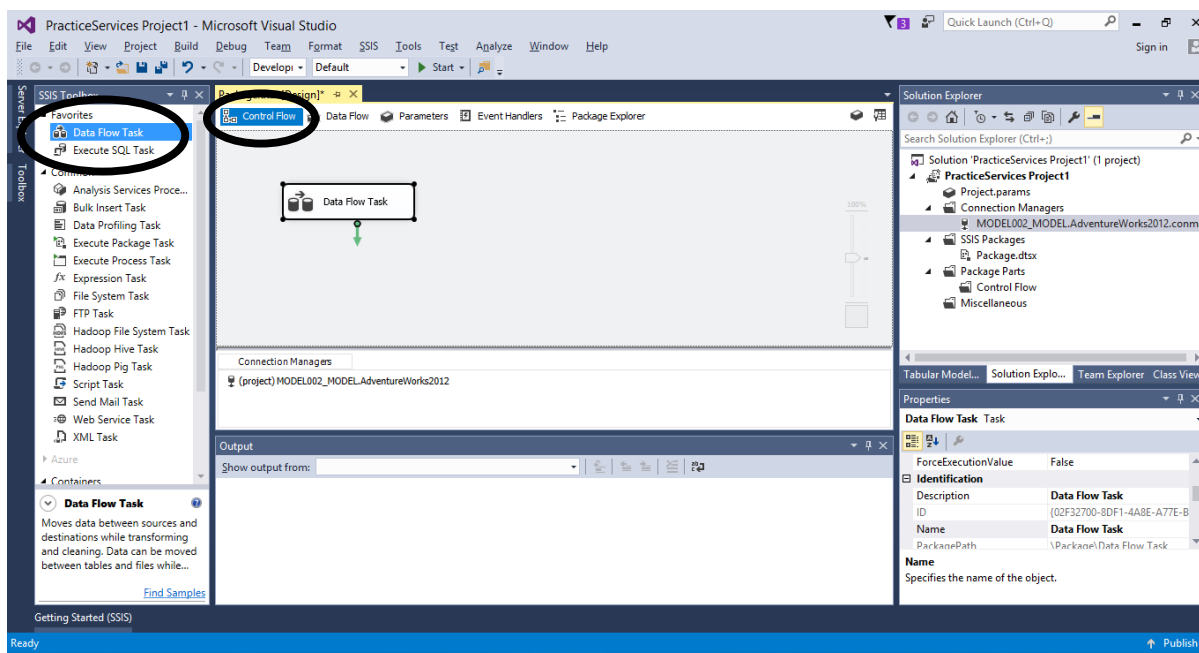 PracticeServices Project1 - Microsoft Visual Studio
3
Quick Launch (Ctrl+Q)
File Edit View Project Build Debug Team Format SSIS Tools Test Analyze Window Help
Sign in
Default
Start
SSIS
Control Flow
Data Flow
Parameters
Event Handlers
Package Explorer
Favorites
Data Flow Task
Execute SQL Task
Analysis Services Proce...
Bulk Insert Task
Data Profiling Task
Execute Package Task
Execute Process Task
Expression Task
File System Task
FTP Task
Hadoop File System Task
Hadoop Hive Task
Hadoop Pig Task
Script Task
Send Mail Task
Web Service Task
XML Task
Azure
Containers
Toolbox
Data Flow Task
Moves data between sources and
destinations while transforming
and cleaning. Data can be moved
between tables and files while...
Find Samples
Getting Started (SSIS)
Data Flow Task
100%
Connection Managers
(project) MODEL002_MODEL.AdventureWorks2012
Output
Show output from:
Solution Explorer
Search Solution Explorer (Ctrl+;)
Solution 'PracticeServices Project1' (1 project)
PracticeServices Project1
Project.params
Connection Managers
MODEL002_MODEL.AdventureWorks2012.conm
SSIS Packages
Package.dtsx
Package Parts
Control Flow
Miscellaneous
Tabular Model... Solution Explo... Team Explorer Class View
Properties
Data Flow Task Task
ForceExecutionValue False
Identification
Description Data Flow Task
ID {02F32700-8DF1-4A8E-A77E-B
Name Data Flow Task
PackagePath \Package\Data Flow Task
Name
Specifies the name of the object.
Ready
Publish